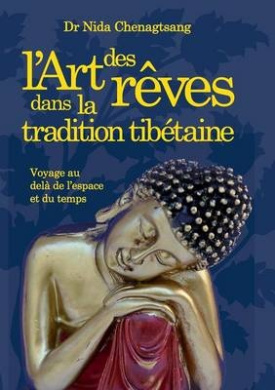 Dr Nida Chenagtsang
l'Art des rêves
dans la
tradition tibétaine
Voyage au
delà de l'espace
et du temps